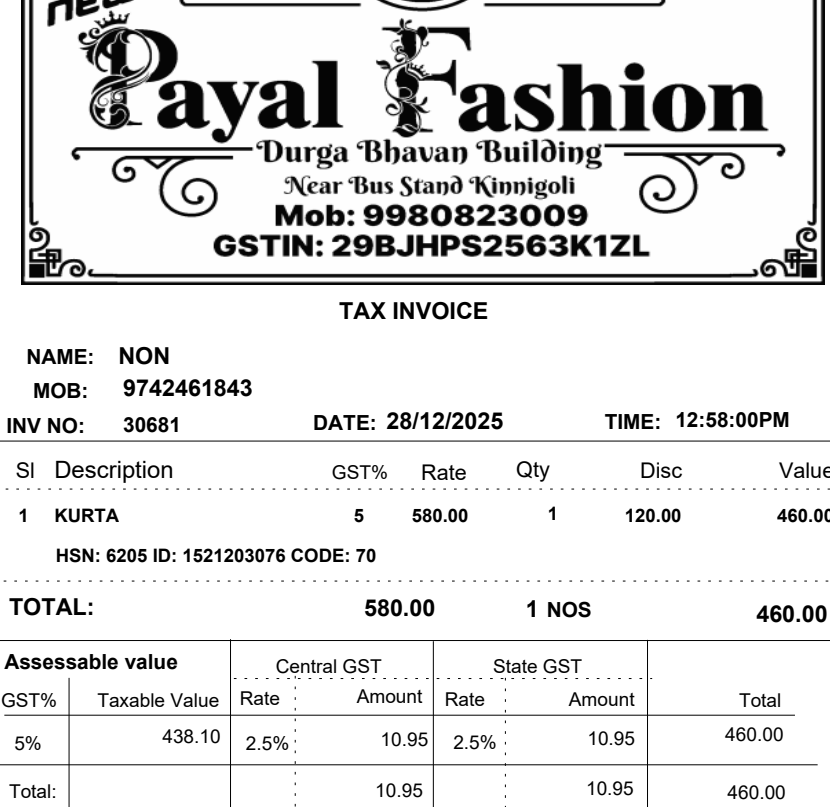 new
Payal Fashion
Durga Bhavan Building
Near Bus Stand Kinnigoli
Mob: 9980823009
GSTIN: 29BJHPS2563K1ZL
TAX INVOICE
NAME: NON
MOB: 9742461843
INV NO: 30681 DATE: 28/12/2025 TIME: 12:58:00PM
Sl Description GST% Rate Qty Disc Value
1 KURTA 5 580.00 1 120.00 460.00
HSN: 6205 ID: 1521203076 CODE: 70
TOTAL: 580.00 1 NOS 460.00
Assessable value Central GST State GST
GST% Taxable Value Rate Amount Rate Amount Total
5% 438.10 2.5% 10.95 2.5% 10.95 460.00
Total: 10.95 10.95 460.00